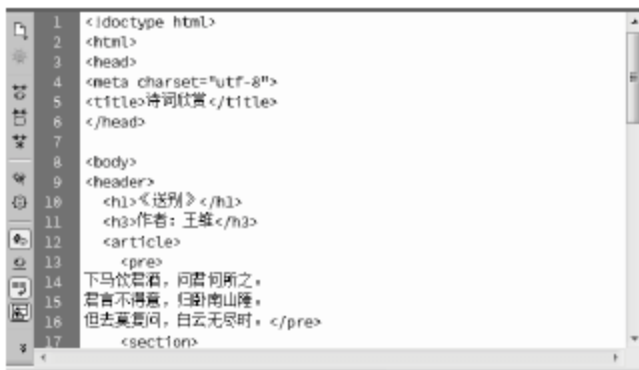 1 <!doctype html>
2 <html>
3 <head>
4 <meta charset="utf-8">
5 <title>诗词欣赏</title>
6 </head>
7
8 <body>
9 <header>
10 <h1>《送别》</h1>
11 <h3>作者：王维</h3>
12 <article>
13 <pre>
14 下马饮君酒，问君何所之。
15 君言不得意，归卧南山陲。
16 但去莫复问，白云无尽时。</pre>
17 <section>